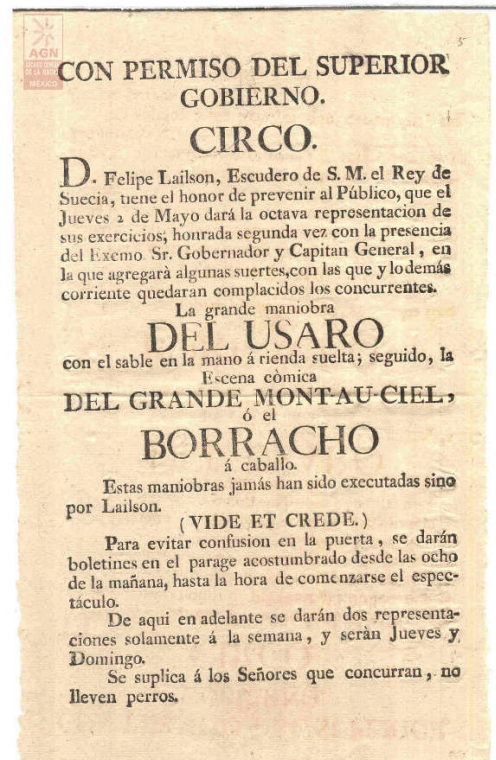 AGN
MÉXICO
5
CON PERMISO DEL SUPERIOR
GOBIERNO.
CIRCO.
D. Felipe Lailson, Escudero de S. M. el Rey de
Suecia, tiene el honor de prevenir al Público, que el
Jueves 2 de Mayo dará la octava representacion de
sus exercicios, honrada segunda vez con la presencia
del Exemo. Sr. Gobernador y Capitan General, en
la que agregarà algunas suertes, con las que y lo demás
corriente quedaran complacidos los concurrentes.
La grande maniobra
DEL USARO
con el sable en la mano á rienda suelta; seguido, la
Escena còmica
DEL GRANDE MONT-AU-CIEL,
ó el
BORRACHO
á caballo.
Estas maniobras jamás han sido executadas sino
por Lailson.
(VIDE ET CREDE.)
Para evitar confusion en la puerta, se darán
boletines en el parage acostumbrado desde las ocho
de la mañana, hasta la hora de comenzarse el espec-
táculo.
De aqui en adelante se darán dos representa-
ciones solamente á la semana, y seràn Jueves y
Domingo.
Se suplica á los Señores que concurran, no
lleven perros.